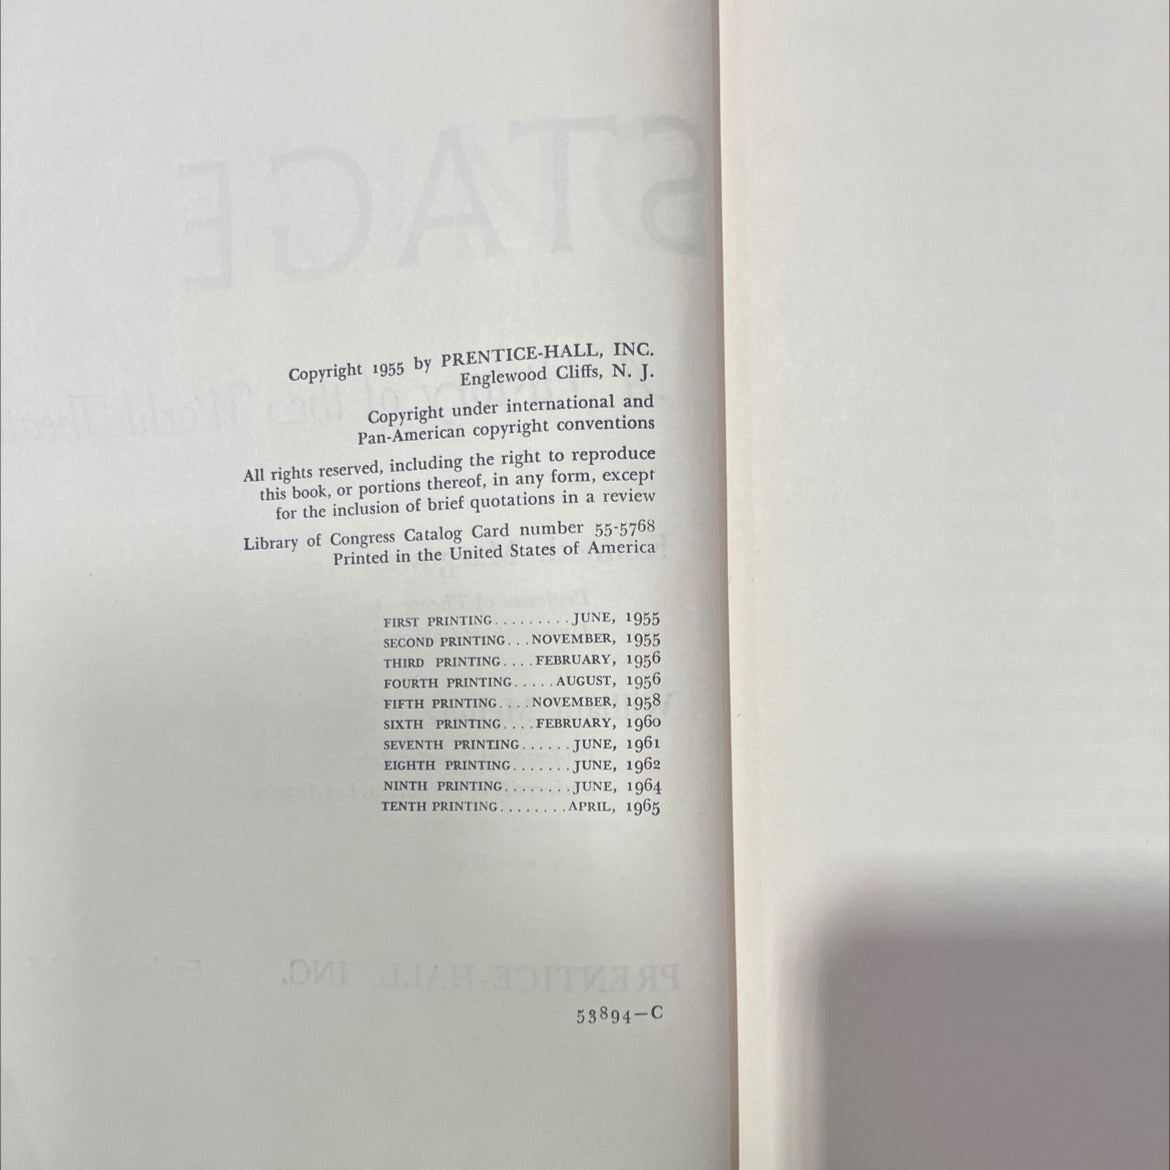 STAGE
Copyright 1955 by PRENTICE-HALL, INC.
Englewood Cliffs, N. J.
Copyright under international and
Pan-American copyright conventions
All rights reserved, including the right to reproduce
this book, or portions thereof, in any form, except
for the inclusion of brief quotations in a review
Library of Congress Catalog Card number 55-5768
Printed in the United States of America
FIRST PRINTING.........JUNE, 1955
SECOND PRINTING...NOVEMBER, 1955
THIRD PRINTING....FEBRUARY, 1956
FOURTH PRINTING.....AUGUST, 1956
FIFTH PRINTING....NOVEMBER, 1958
SIXTH PRINTING....FEBRUARY, 1960
SEVENTH PRINTING......JUNE, 1961
EIGHTH PRINTING.......JUNE, 1962
NINTH PRINTING........JUNE, 1964
TENTH PRINTING........APRIL, 1965
PRENTICE-HALL, INC.
53894-C